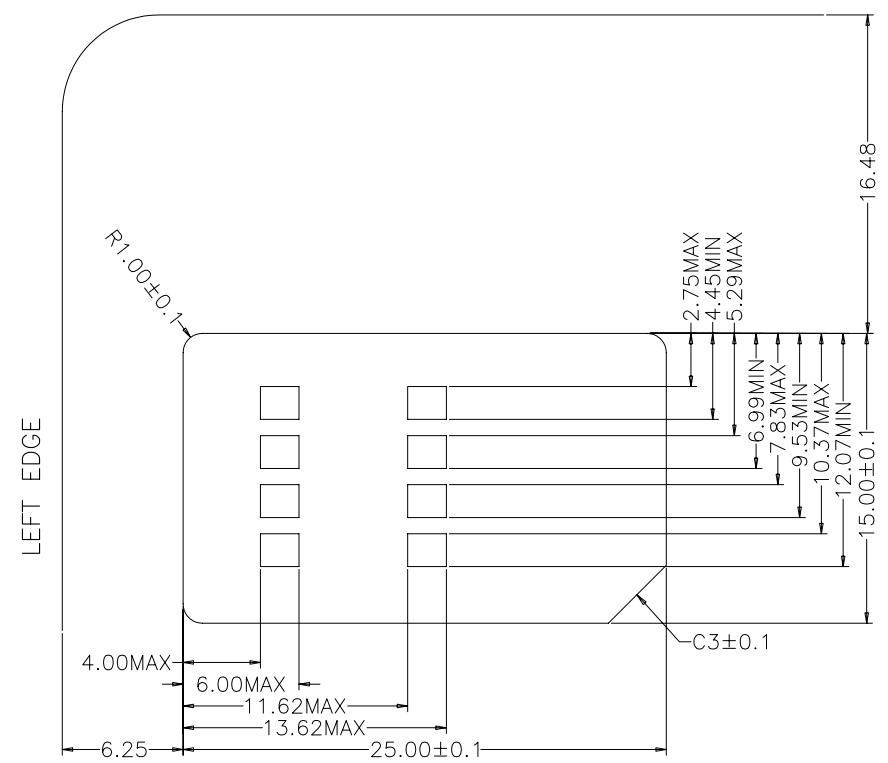 16.48
2.75MAX
4.45MIN
5.29MAX
R1.00±0.1
6.99MIN
7.83MAX
9.53MIN
10.37MAX
12.07MIN
15.00±0.1
LEFT EDGE
C3±0.1
4.00MAX
6.00MAX
11.62MAX
13.62MAX
6.25
25.00±0.1